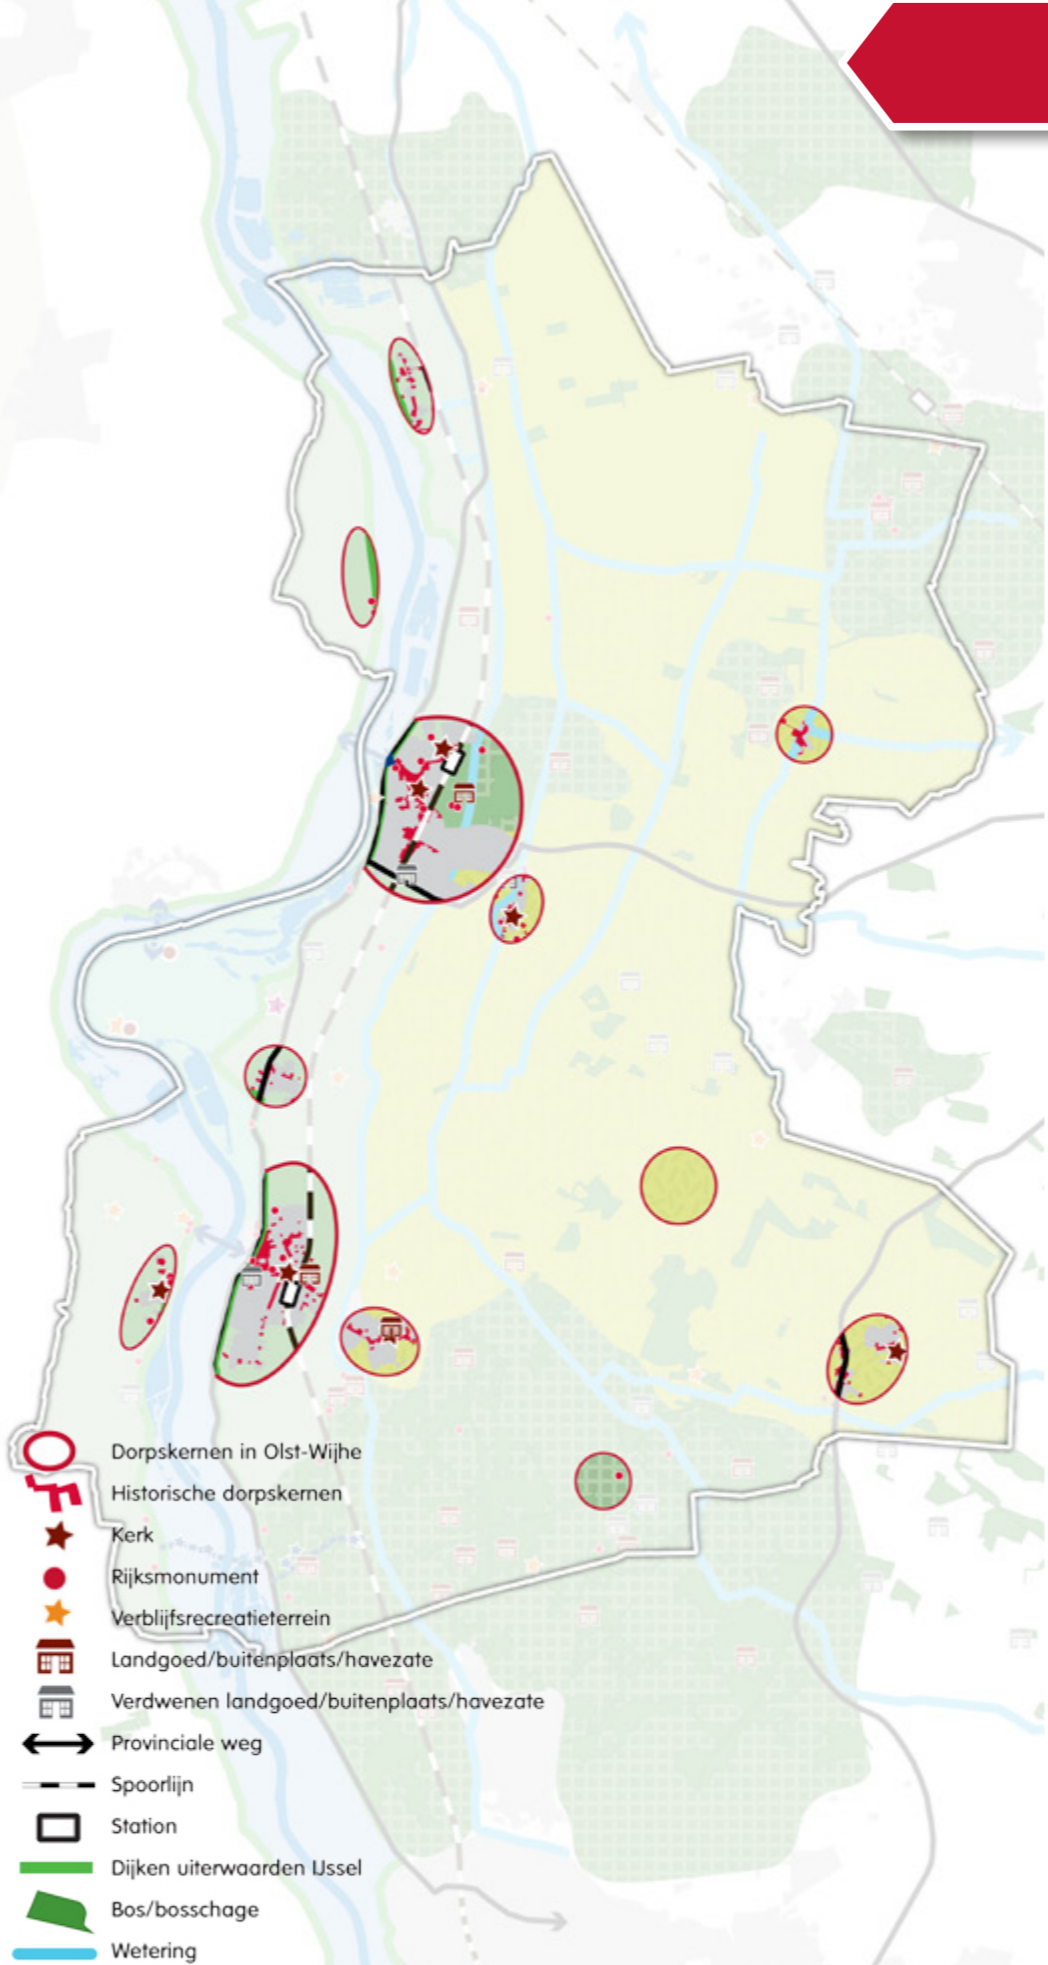 Dorpskernen in Olst-Wijhe
Historische dorpskernen
Kerk
Rijksmonument
Verblijfsrecreatieterrein
Landgoed/buitenplaats/havezate
Verdwenen landgoed/buitenplaats/havezate
Provinciale weg
Spoorlijn
Station
Dijken uiterwaarden IJssel
Bos/bosschage
Wetering